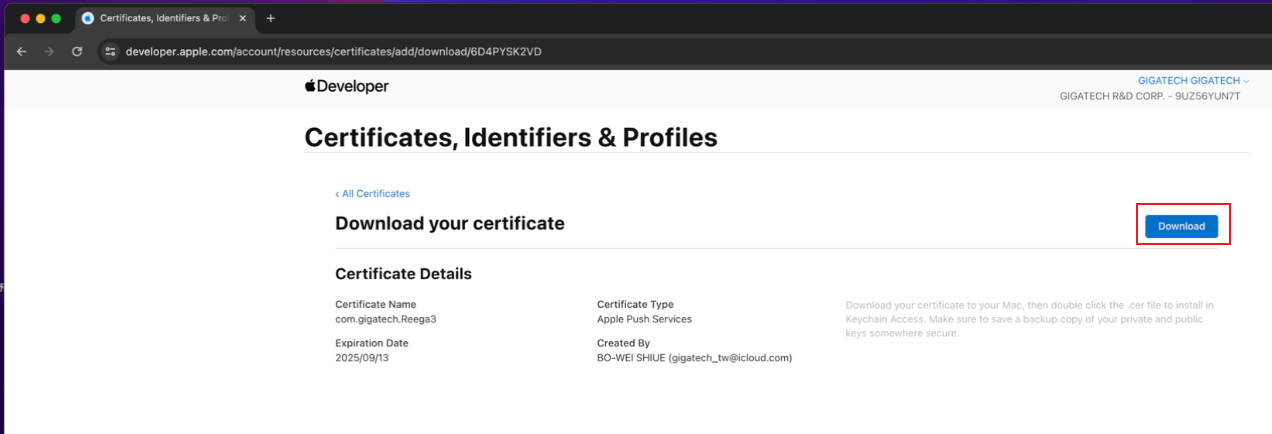 Certificates, Identifiers & Prof
developer.apple.com/account/resources/certificates/add/download/6D4PYSK2VD
Developer
GIGATECH GIGATECH
GIGATECH R&D CORP. - 9UZ56YUN7T
Certificates, Identifiers & Profiles
‹ All Certificates
Download your certificate
Download
Certificate Details
Certificate Name
com.gigatech.Reega3
Certificate Type
Apple Push Services
Expiration Date
2025/09/13
Created By
BO-WEI SHIUE (gigatech_tw@icloud.com)
Download your certificate to your Mac, then double click the .cer file to install in
Keychain Access. Make sure to save a backup copy of your private and public
keys somewhere secure.